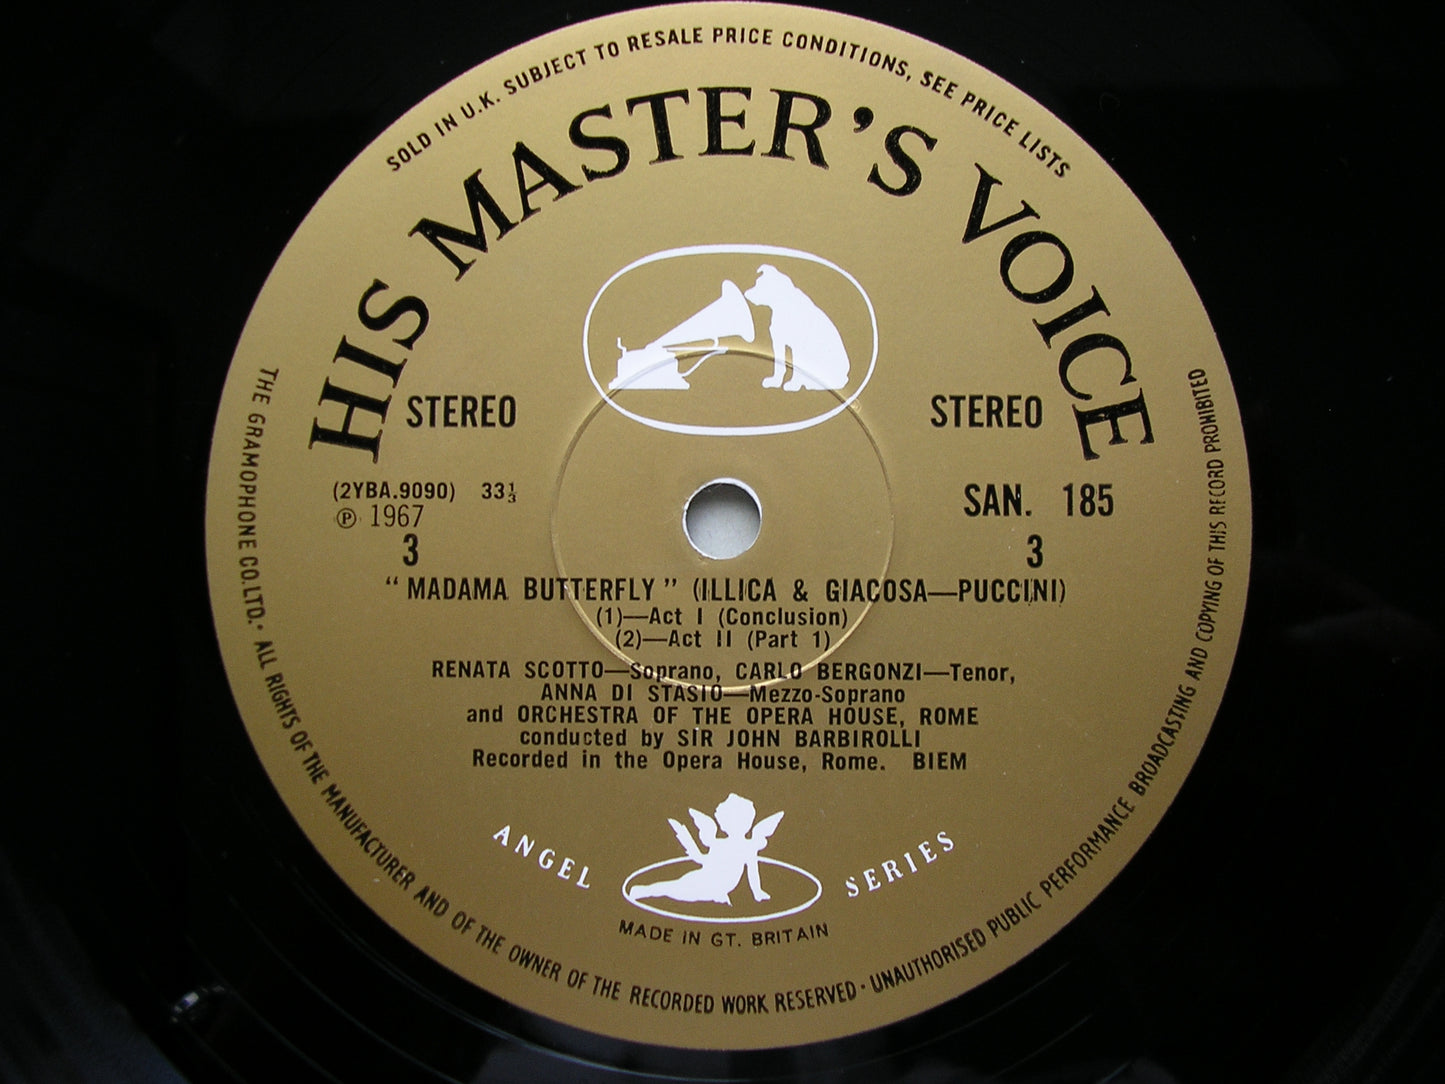 SOLD IN U.K. SUBJECT TO RESALE PRICE CONDITIONS, SEE PRICE LISTS
HIS MASTER'S VOICE
STEREO STEREO
(2YBA.9090) 33⅓
SAN. 185
℗ 1967
3 3
"MADAMA BUTTERFLY" (ILLICA & GIACOSA—PUCCINI)
(1)—Act I (Conclusion)
(2)—Act II (Part 1)
RENATA SCOTTO—Soprano, CARLO BERGONZI—Tenor,
ANNA DI STASIO—Mezzo-Soprano
and ORCHESTRA OF THE OPERA HOUSE, ROME
conducted by SIR JOHN BARBIROLLI
Recorded in the Opera House, Rome. BIEM
ANGEL SERIES
MADE IN GT. BRITAIN
THE GRAMOPHONE CO. LTD. · ALL RIGHTS OF THE MANUFACTURER AND OF THE OWNER OF THE RECORDED WORK RESERVED · UNAUTHORISED PUBLIC PERFORMANCE BROADCASTING AND COPYING OF THIS RECORD PROHIBITED